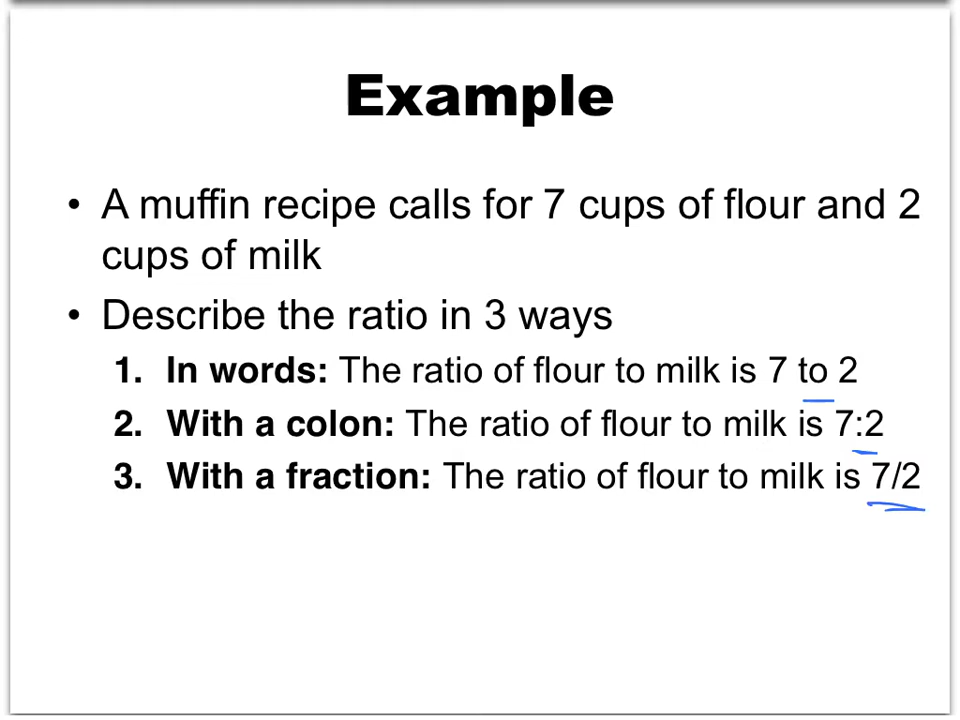 Example
• A muffin recipe calls for 7 cups of flour and 2
cups of milk
• Describe the ratio in 3 ways
1. In words: The ratio of flour to milk is 7 to 2
2. With a colon: The ratio of flour to milk is 7:2
3. With a fraction: The ratio of flour to milk is 7/2